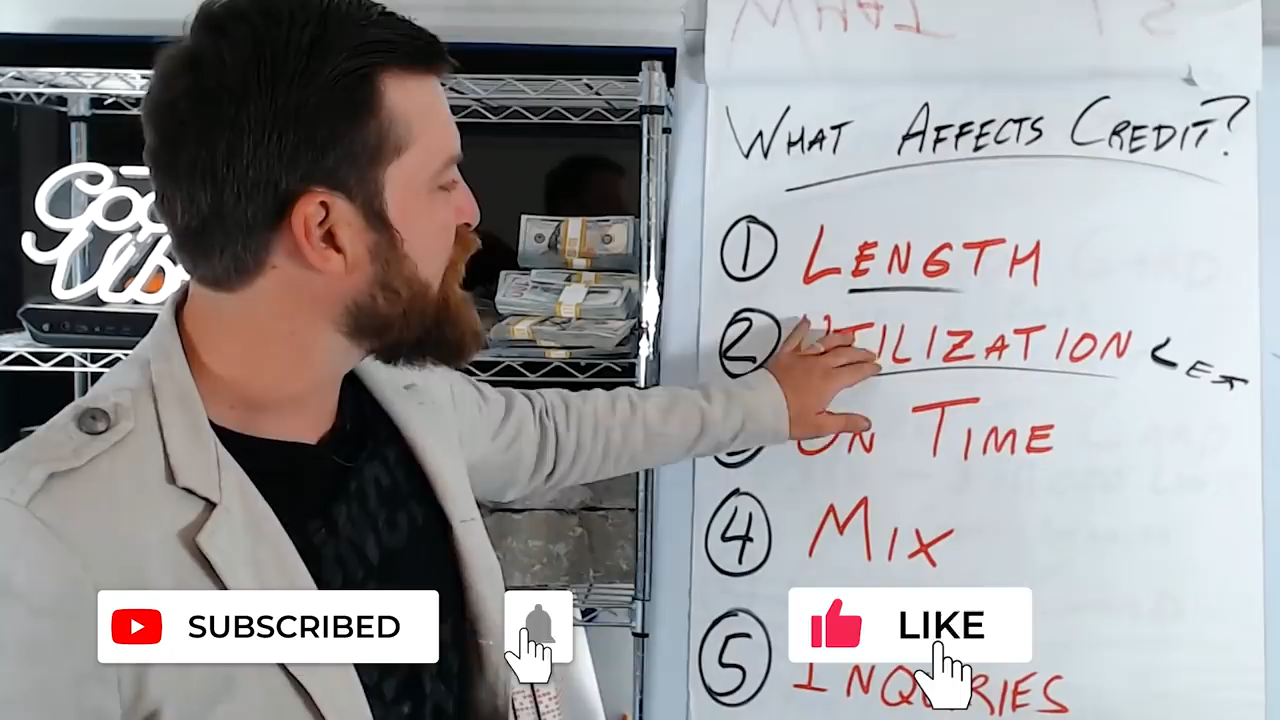 WHAT AFFECTS CREDIT?
1 LENGTH
2 UTILIZATION
ON TIME
4 MIX
5 INQUIRIES
SUBSCRIBED
LIKE